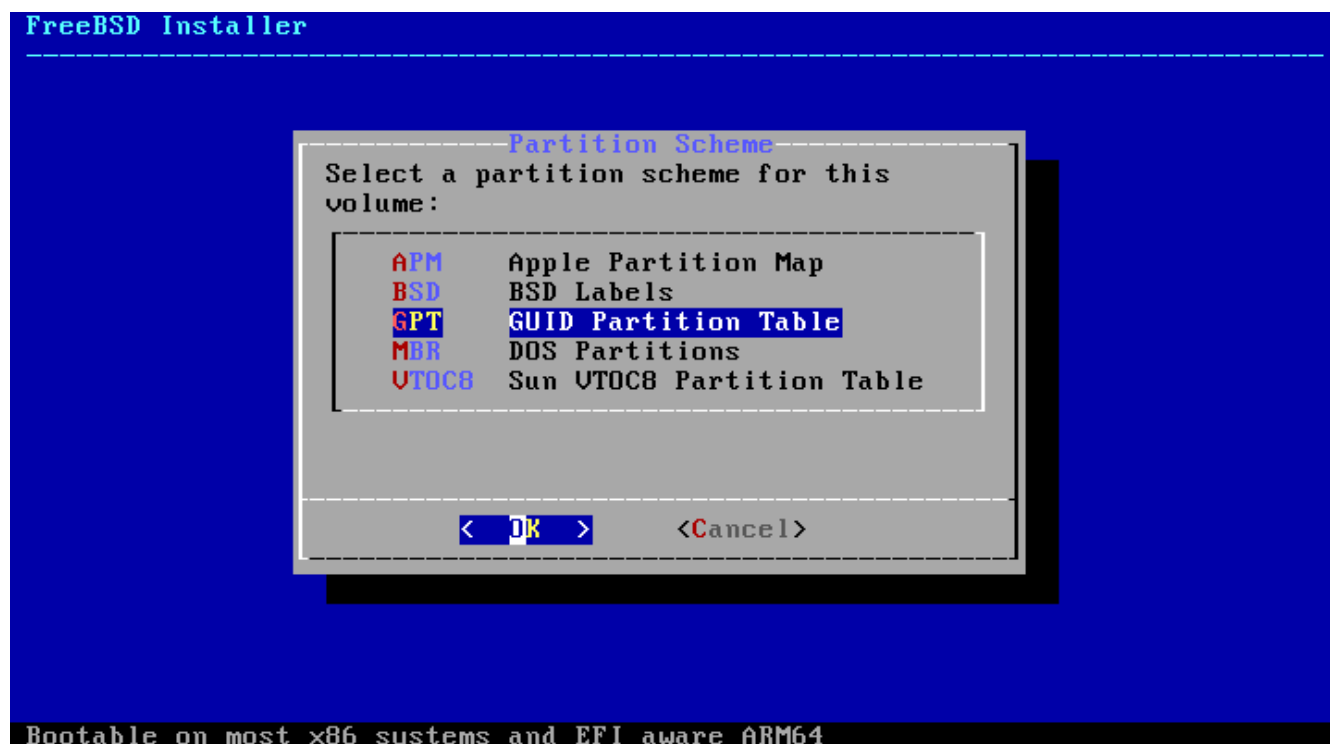 FreeBSD Installer
Partition Scheme
Select a partition scheme for this
volume:
APM Apple Partition Map
BSD BSD Labels
GPT GUID Partition Table
MBR DOS Partitions
VTOC8 Sun VTOC8 Partition Table
< OK > <Cancel>
Bootable on most x86 systems and EFI aware ARM64